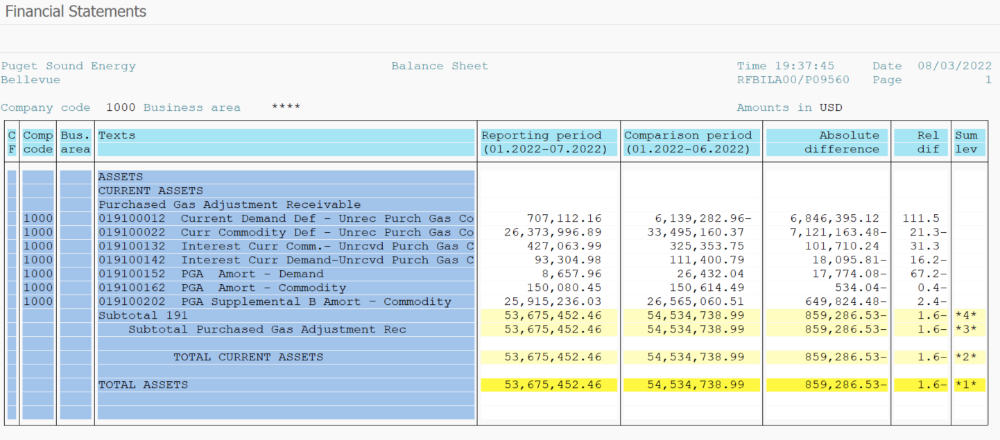 Financial Statements
Puget Sound Energy Balance Sheet Time 19:37:45 Date 08/03/2022
Bellevue RFBILA00/P09560 Page 1
Company code 1000 Business area **** Amounts in USD
C Comp Bus. Texts Reporting period Comparison period Absolute Rel Sum
F code area (01.2022-07.2022) (01.2022-06.2022) difference dif lev
ASSETS
CURRENT ASSETS
Purchased Gas Adjustment Receivable
1000 019100012 Current Demand Def - Unrec Purch Gas Co 707,112.16 6,139,282.96- 6,846,395.12 111.5
1000 019100022 Curr Commodity Def - Unrec Purch Gas Co 26,373,996.89 33,495,160.37 7,121,163.48- 21.3-
1000 019100132 Interest Curr Comm.- Unrcvd Purch Gas C 427,063.99 325,353.75 101,710.24 31.3
1000 019100142 Interest Curr Demand-Unrcvd Purch Gas C 93,304.98 111,400.79 18,095.81- 16.2-
1000 019100152 PGA Amort - Demand 8,657.96 26,432.04 17,774.08- 67.2-
1000 019100162 PGA Amort - Commodity 150,080.45 150,614.49 534.04- 0.4-
1000 019100202 PGA Supplemental B Amort - Commodity 25,915,236.03 26,565,060.51 649,824.48- 2.4-
Subtotal 191 53,675,452.46 54,534,738.99 859,286.53- 1.6- *4*
Subtotal Purchased Gas Adjustment Rec 53,675,452.46 54,534,738.99 859,286.53- 1.6- *3*
TOTAL CURRENT ASSETS 53,675,452.46 54,534,738.99 859,286.53- 1.6- *2*
TOTAL ASSETS 53,675,452.46 54,534,738.99 859,286.53- 1.6- *1*